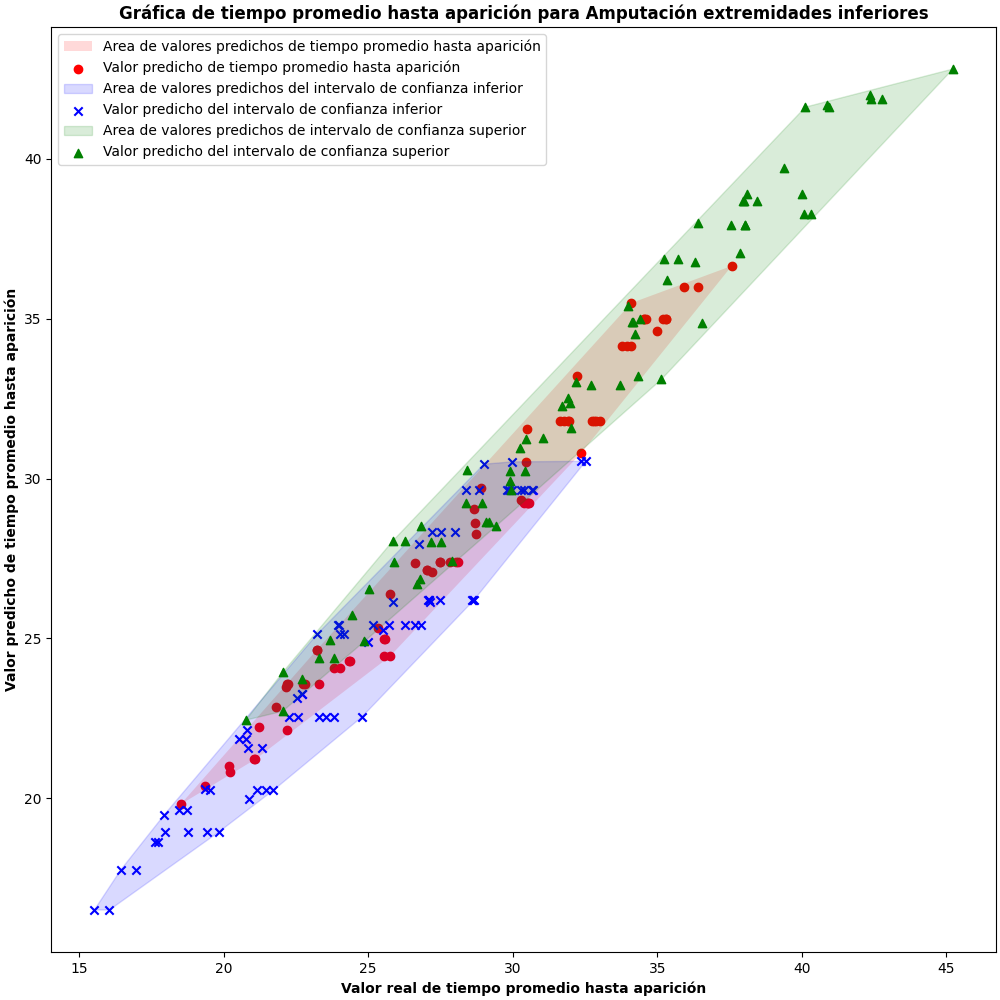 Gráfica de tiempo promedio hasta aparición para Amputación extremidades inferiores
Area de valores predichos de tiempo promedio hasta aparición
Valor predicho de tiempo promedio hasta aparición
Area de valores predichos del intervalo de confianza inferior
Valor predicho del intervalo de confianza inferior
Area de valores predichos de intervalo de confianza superior
Valor predicho del intervalo de confianza superior
Valor predicho de tiempo promedio hasta aparición
40
35
30
25
20
15 20 25 30 35 40 45
Valor real de tiempo promedio hasta aparición